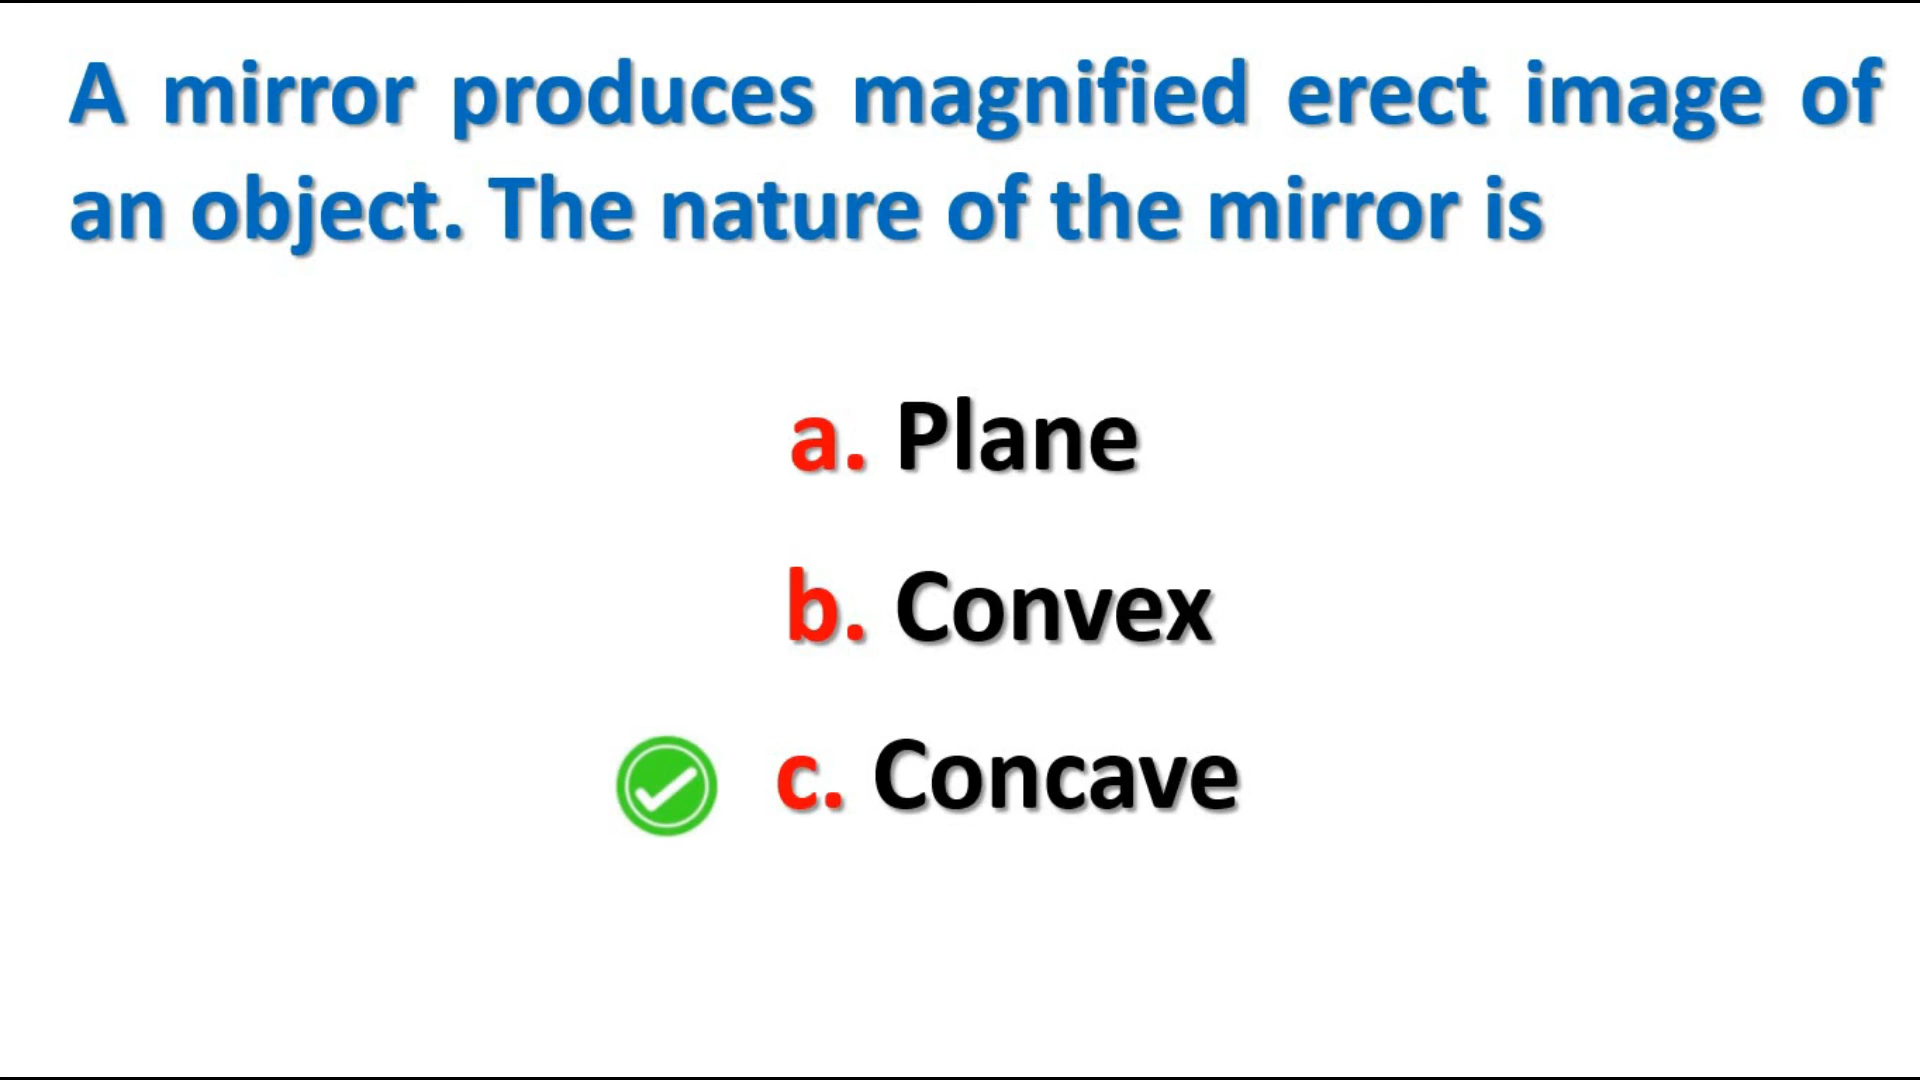 A mirror produces magnified erect image of
an object. The nature of the mirror is
a. Plane
b. Convex
c. Concave